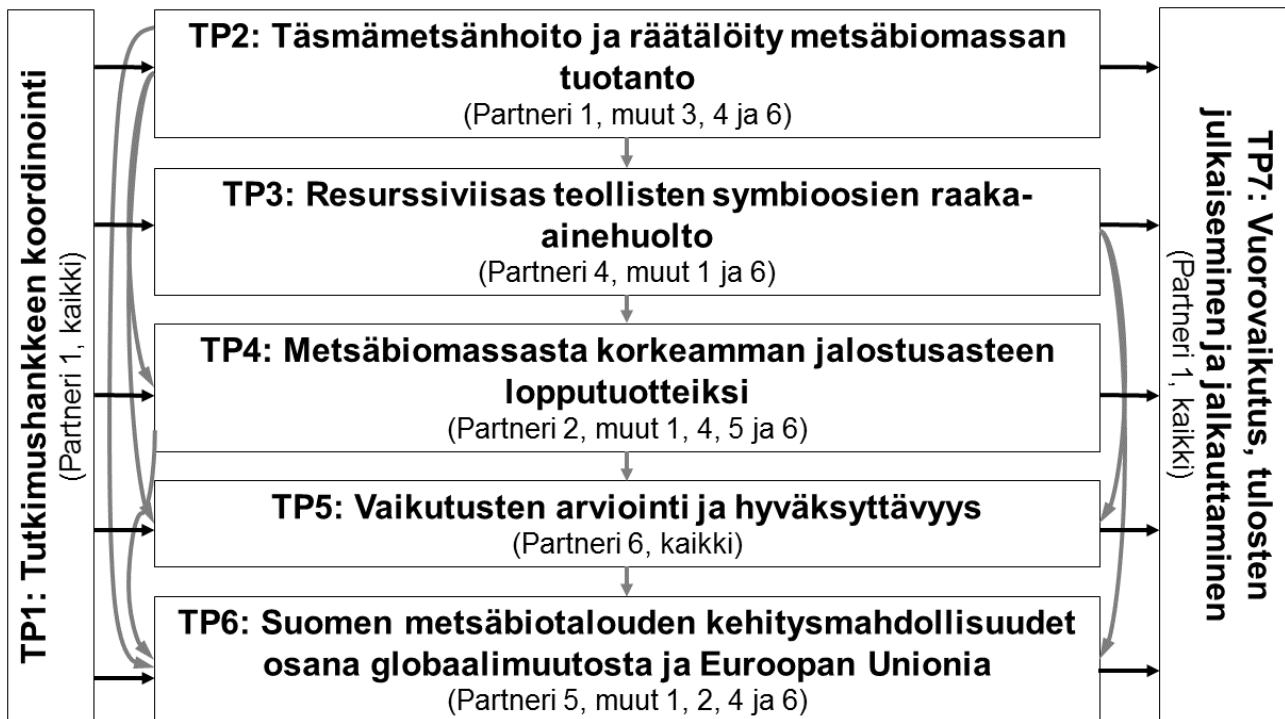 TP1: Tutkimushankkeen koordinointi
(Partneri 1, kaikki)
TP2: Täsmämetsänhoito ja räätälöity metsäbiomassan
tuotanto
(Partneri 1, muut 3, 4 ja 6)
TP3: Resurssiviisas teollisten symbioosien raaka-
ainehuolto
(Partneri 4, muut 1 ja 6)
TP4: Metsäbiomassasta korkeamman jalostusasteen
lopputuotteiksi
(Partneri 2, muut 1, 4, 5 ja 6)
TP5: Vaikutusten arviointi ja hyväksyttävyys
(Partneri 6, kaikki)
TP6: Suomen metsäbiotalouden kehitysmahdollisuudet
osana globaalimuutosta ja Euroopan Unionia
(Partneri 5, muut 1, 2, 4 ja 6)
TP7: Vuorovaikutus, tulosten
julkaiseminen ja jalkauttaminen
(Partneri 1, kaikki)